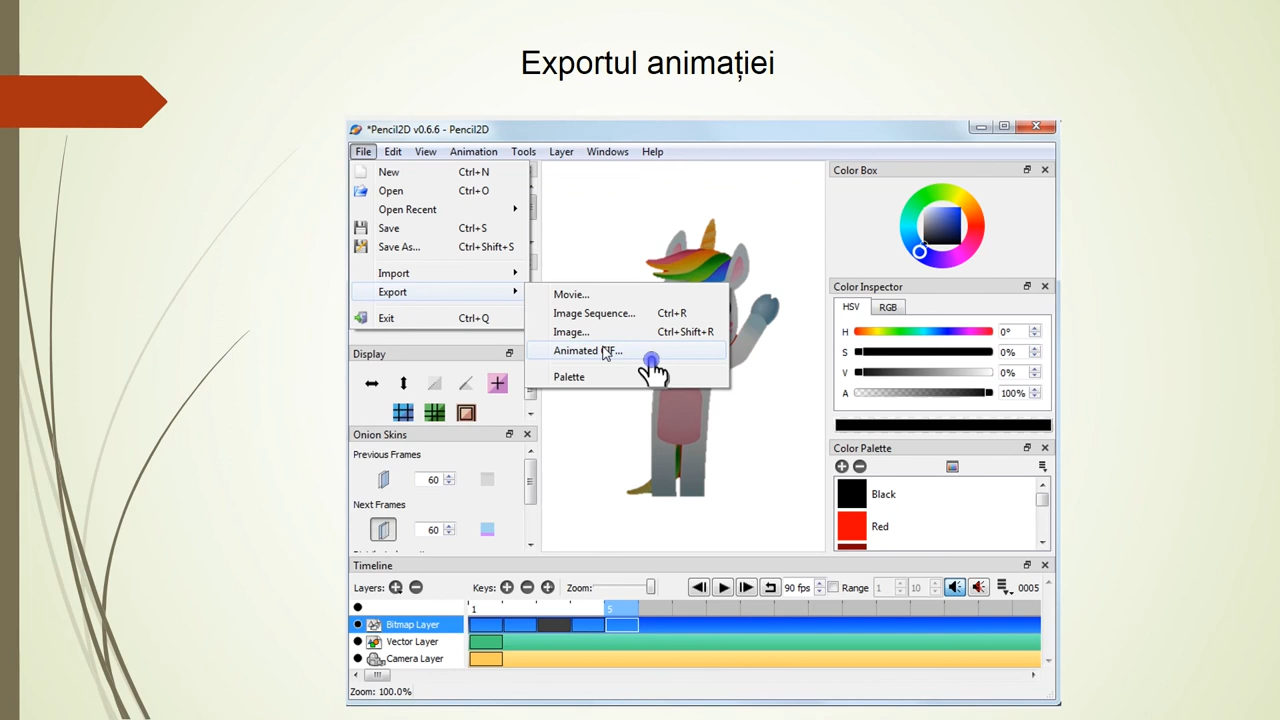 Exportul animației
*Pencil2D v0.6.6 - Pencil2D
File Edit View Animation Tools Layer Windows Help
New Ctrl+N
Open Ctrl+O
Open Recent
Save Ctrl+S
Save As... Ctrl+Shift+S
Import
Export
Exit Ctrl+Q
Movie...
Image Sequence... Ctrl+R
Image... Ctrl+Shift+R
Animated
Palette
Display
Onion Skins
Previous Frames
60
Next Frames
60
Color Box
Color Inspector
HSV RGB
H 0°
S 0%
V 0%
A 100%
Color Palette
Black
Red
Timeline
Layers: Keys: Zoom: 90 fps Range 1 10 0005
1 5
Bitmap Layer
Vector Layer
Camera Layer
Zoom: 100.0%